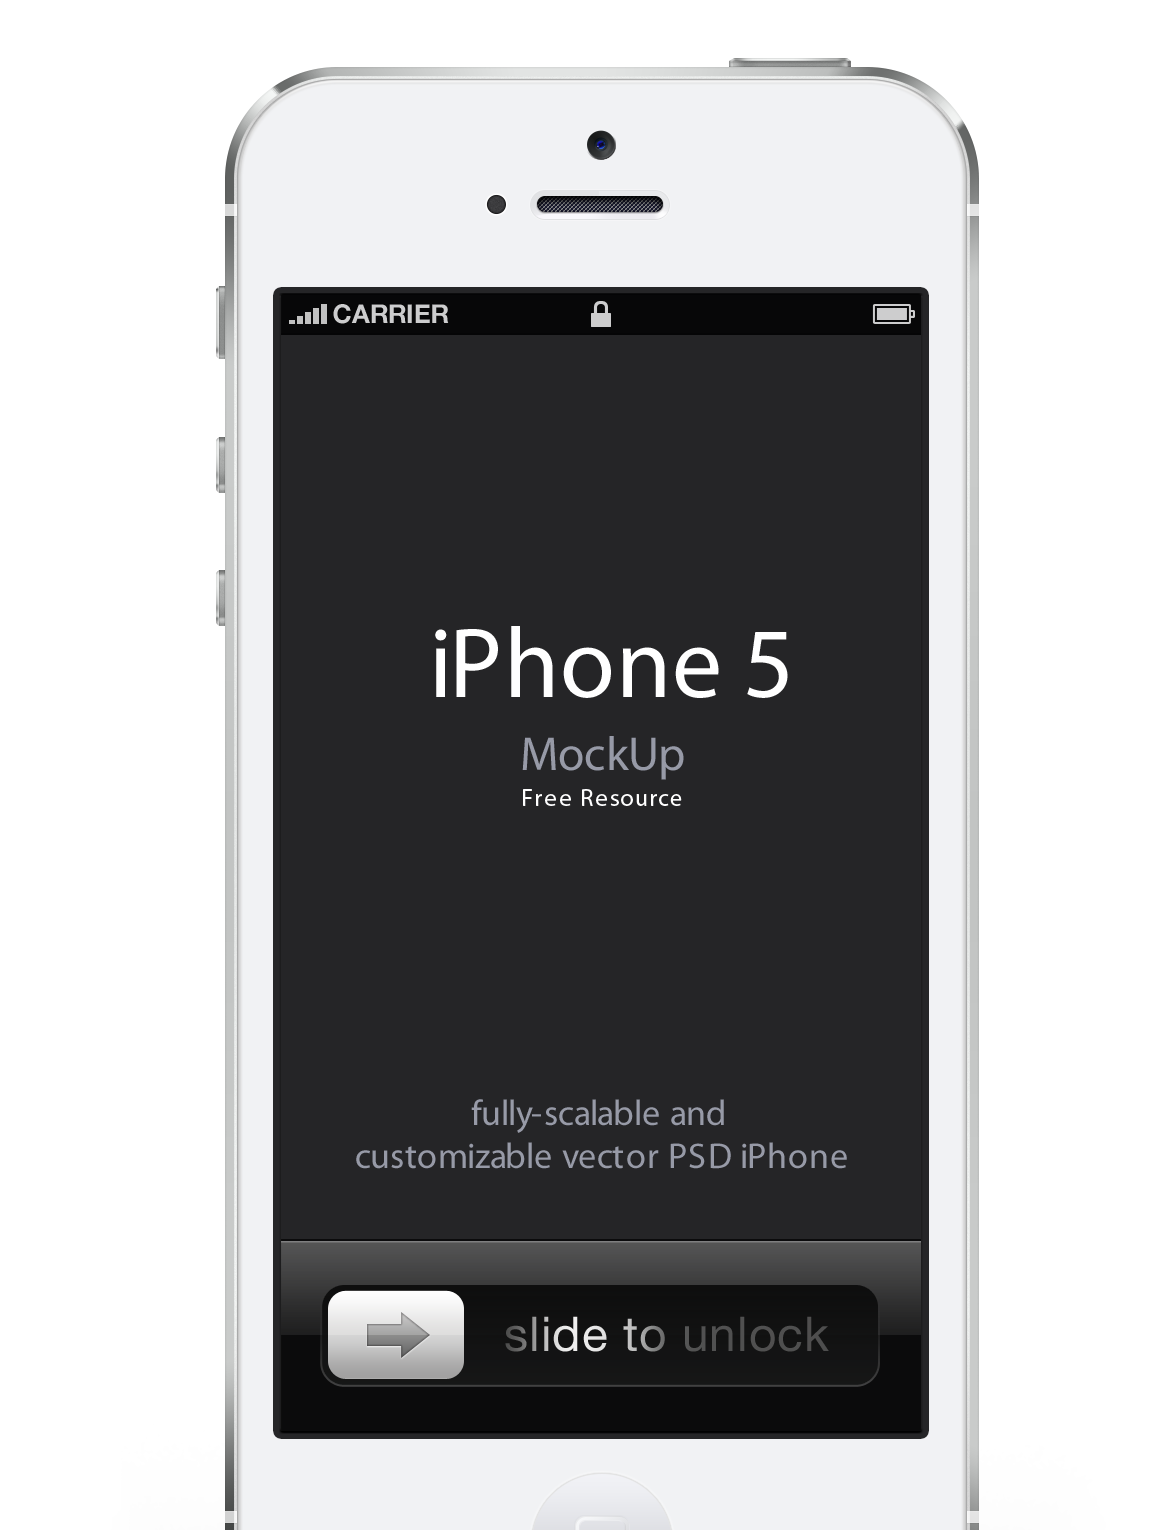 CARRIER
iPhone 5
MockUp
Free Resource
fully-scalable and
customizable vector PSD iPhone
slide to unlock